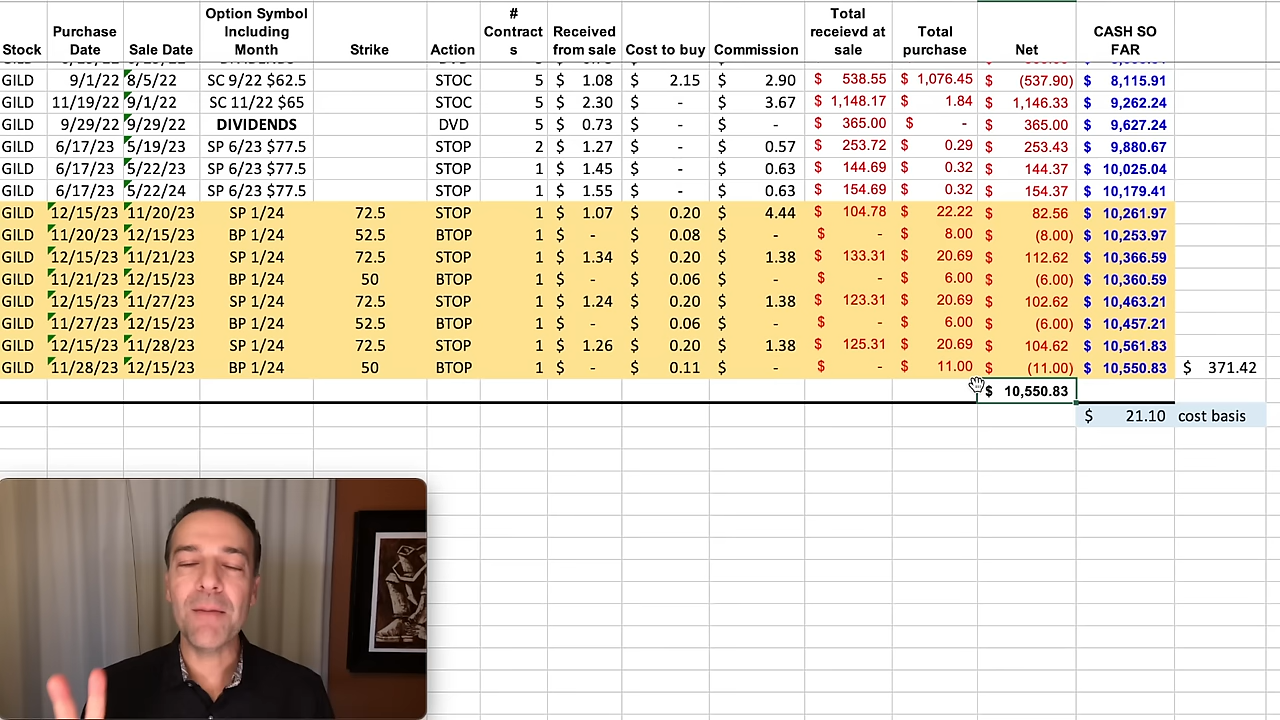 Stock Purchase Date Sale Date Option Symbol Including Month Strike Action # Contracts Received from sale Cost to buy Commission Total receievd at sale Total purchase Net CASH SO FAR
GILD 9/1/22 8/5/22 SC 9/22 $62.5 STOC 5 $ 1.08 $ 2.15 $ 2.90 $ 538.55 $ 1,076.45 $ (537.90) $ 8,115.91
GILD 11/19/22 9/1/22 SC 11/22 $65 STOC 5 $ 2.30 $ - $ 3.67 $ 1,148.17 $ 1.84 $ 1,146.33 $ 9,262.24
GILD 9/29/22 9/29/22 DIVIDENDS DVD 5 $ 0.73 $ - $ - $ 365.00 $ - $ 365.00 $ 9,627.24
GILD 6/17/23 5/19/23 SP 6/23 $77.5 STOP 2 $ 1.27 $ - $ 0.57 $ 253.72 $ 0.29 $ 253.43 $ 9,880.67
GILD 6/17/23 5/22/23 SP 6/23 $77.5 STOP 1 $ 1.45 $ - $ 0.63 $ 144.69 $ 0.32 $ 144.37 $ 10,025.04
GILD 6/17/23 5/22/24 SP 6/23 $77.5 STOP 1 $ 1.55 $ - $ 0.63 $ 154.69 $ 0.32 $ 154.37 $ 10,179.41
GILD 12/15/23 11/20/23 SP 1/24 72.5 STOP 1 $ 1.07 $ 0.20 $ 4.44 $ 104.78 $ 22.22 $ 82.56 $ 10,261.97
GILD 11/20/23 12/15/23 BP 1/24 52.5 BTOP 1 $ - $ 0.08 $ - $ - $ 8.00 $ (8.00) $ 10,253.97
GILD 12/15/23 11/21/23 SP 1/24 72.5 STOP 1 $ 1.34 $ 0.20 $ 1.38 $ 133.31 $ 20.69 $ 112.62 $ 10,366.59
GILD 11/21/23 12/15/23 BP 1/24 50 BTOP 1 $ - $ 0.06 $ - $ - $ 6.00 $ (6.00) $ 10,360.59
GILD 12/15/23 11/27/23 SP 1/24 72.5 STOP 1 $ 1.24 $ 0.20 $ 1.38 $ 123.31 $ 20.69 $ 102.62 $ 10,463.21
GILD 11/27/23 12/15/23 BP 1/24 52.5 BTOP 1 $ - $ 0.06 $ - $ - $ 6.00 $ (6.00) $ 10,457.21
GILD 12/15/23 11/28/23 SP 1/24 72.5 STOP 1 $ 1.26 $ 0.20 $ 1.38 $ 125.31 $ 20.69 $ 104.62 $ 10,561.83
GILD 11/28/23 12/15/23 BP 1/24 50 BTOP 1 $ - $ 0.11 $ - $ - $ 11.00 $ (11.00) $ 10,550.83 $ 371.42
$ 10,550.83
$ 21.10 cost basis